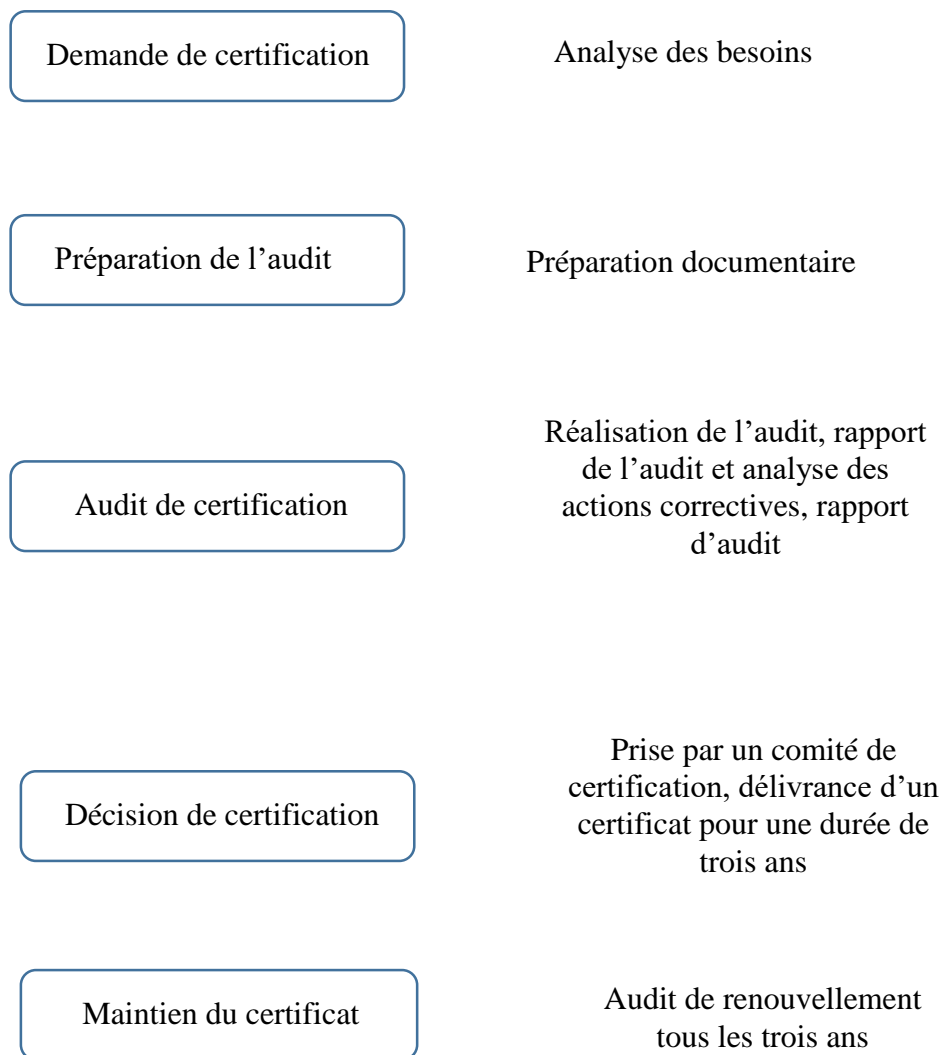 Demande de certification
Analyse des besoins
Préparation de l’audit
Préparation documentaire
Audit de certification
Réalisation de l’audit, rapport
de l’audit et analyse des
actions correctives, rapport
d’audit
Décision de certification
Prise par un comité de
certification, délivrance d’un
certificat pour une durée de
trois ans
Maintien du certificat
Audit de renouvellement
tous les trois ans